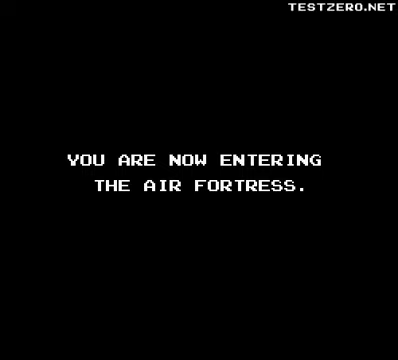 TESTZERO.NET
YOU ARE NOW ENTERING
THE AIR FORTRESS.